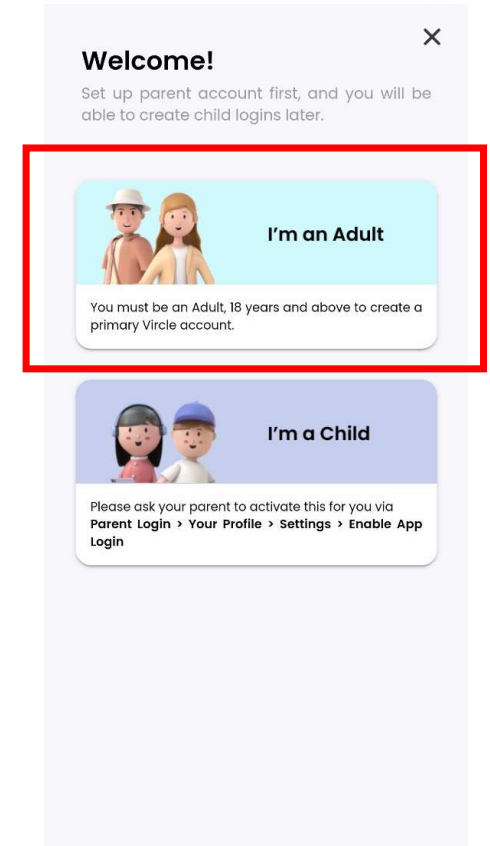 Welcome!
Set up parent account first, and you will be
able to create child logins later.
I'm an Adult
You must be an Adult, 18 years and above to create a
primary Vircle account.
I'm a Child
Please ask your parent to activate this for you via
Parent Login > Your Profile > Settings > Enable App
Login